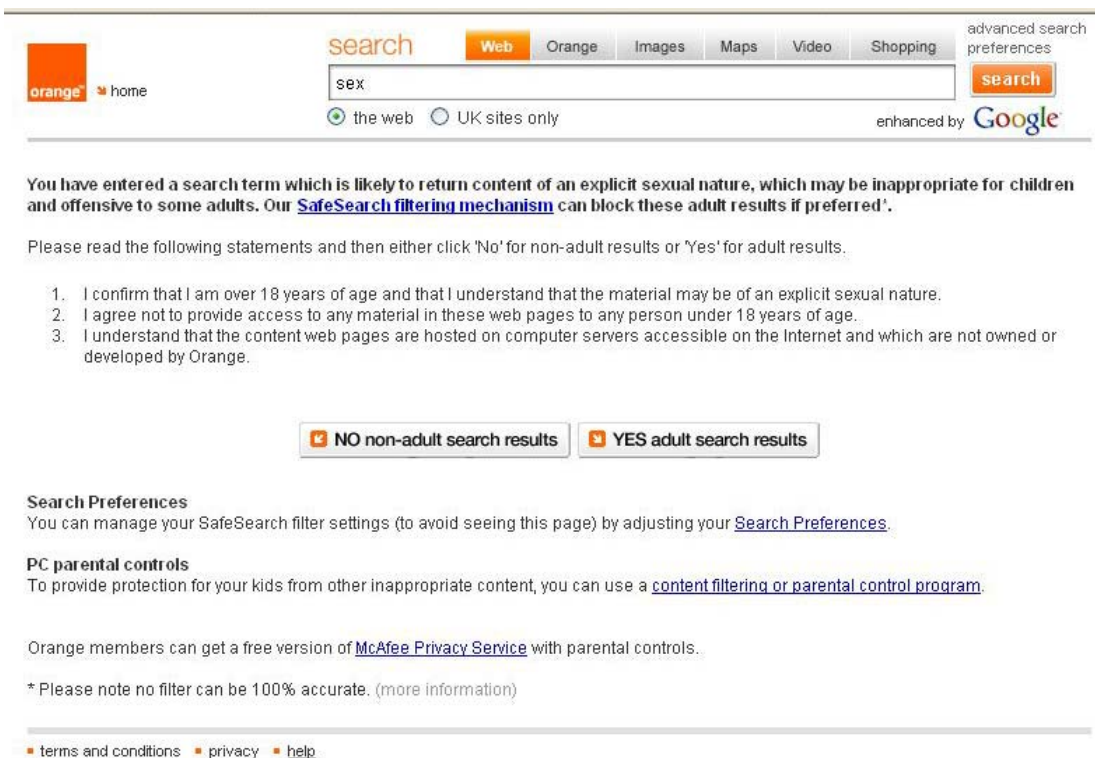 advanced search
search Web Orange Images Maps Video Shopping preferences
sex search
orange™ home
the web UK sites only enhanced by Google
You have entered a search term which is likely to return content of an explicit sexual nature, which may be inappropriate for children
and offensive to some adults. Our SafeSearch filtering mechanism can block these adult results if preferred*.
Please read the following statements and then either click 'No' for non-adult results or 'Yes' for adult results.
1. I confirm that I am over 18 years of age and that I understand that the material may be of an explicit sexual nature.
2. I agree not to provide access to any material in these web pages to any person under 18 years of age.
3. I understand that the content web pages are hosted on computer servers accessible on the Internet and which are not owned or
developed by Orange.
NO non-adult search results YES adult search results
Search Preferences
You can manage your SafeSearch filter settings (to avoid seeing this page) by adjusting your Search Preferences.
PC parental controls
To provide protection for your kids from other inappropriate content, you can use a content filtering or parental control program.
Orange members can get a free version of McAfee Privacy Service with parental controls.
* Please note no filter can be 100% accurate. (more information)
terms and conditions privacy help